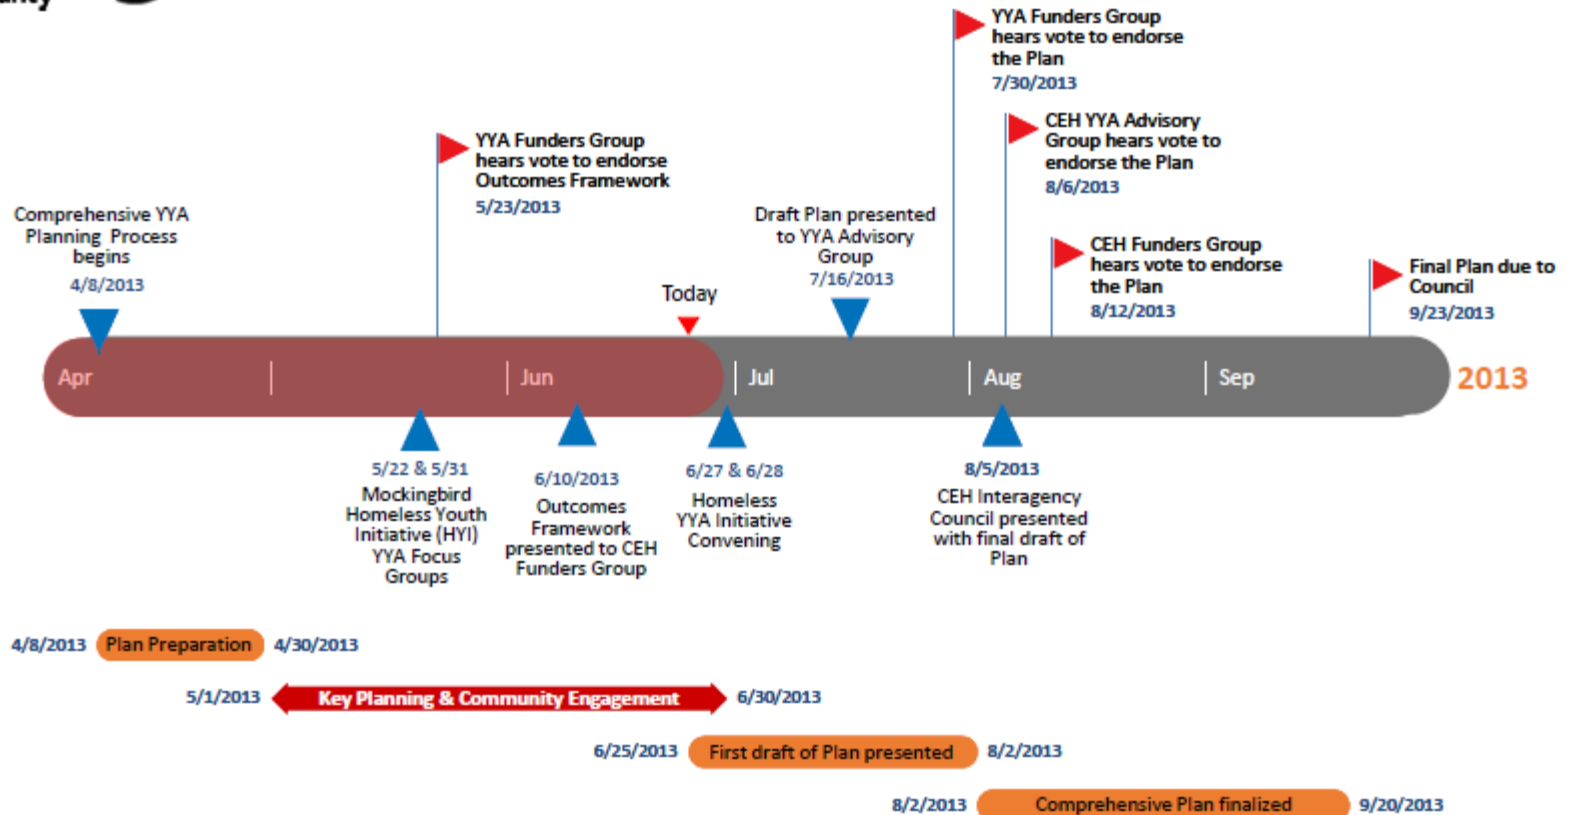 YYA Funders Group
hears vote to endorse
the Plan
7/30/2013
CEH YYA Advisory
Group hears vote to
endorse the Plan
8/6/2013
YYA Funders Group
hears vote to endorse
Outcomes Framework
5/23/2013
Comprehensive YYA
Planning Process
begins
4/8/2013
Draft Plan presented
to YYA Advisory
Group
7/16/2013
CEH Funders Group
hears vote to endorse
the Plan
8/12/2013
Final Plan due to
Council
9/23/2013
Today
Apr
Jun
Jul
Aug
Sep
2013
5/22 & 5/31
Mockingbird
Homeless Youth
Initiative (HYI)
YYA Focus
Groups
6/10/2013
Outcomes
Framework
presented to CEH
Funders Group
6/27 & 6/28
Homeless
YYA Initiative
Convening
8/5/2013
CEH Interagency
Council presented
with final draft of
Plan
4/8/2013 Plan Preparation 4/30/2013
5/1/2013 Key Planning & Community Engagement 6/30/2013
6/25/2013 First draft of Plan presented 8/2/2013
8/2/2013 Comprehensive Plan finalized 9/20/2013